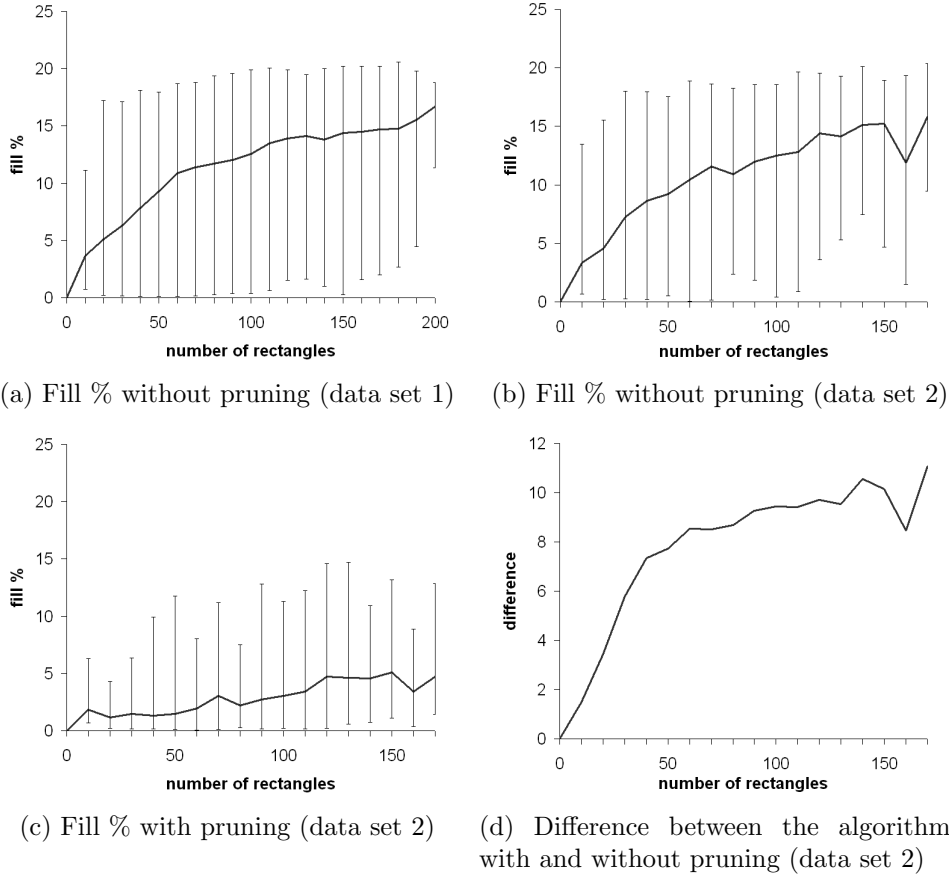 25
20
15
10
5
0
fill %
0 50 100 150 200
number of rectangles
(a) Fill % without pruning (data set 1)
25
20
15
10
5
0
fill %
0 50 100 150
number of rectangles
(b) Fill % without pruning (data set 2)
25
20
15
10
5
0
fill %
0 50 100 150
number of rectangles
(c) Fill % with pruning (data set 2)
12
10
8
6
4
2
0
difference
0 50 100 150
number of rectangles
(d) Difference between the algorithm
with and without pruning (data set 2)